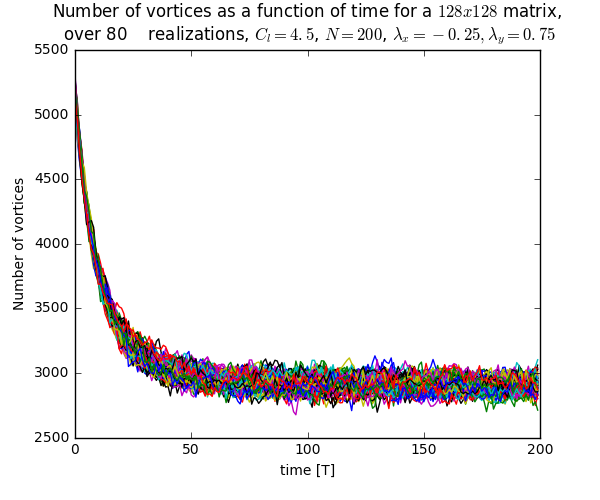 Number of vortices as a function of time for a 128x128 matrix,
over 80 realizations, C_l = 4.5, N = 200, λ_x = −0.25, λ_y = 0.75
5500
5000
4500
4000
3500
3000
2500
Number of vortices
0 50 100 150 200
time [T]